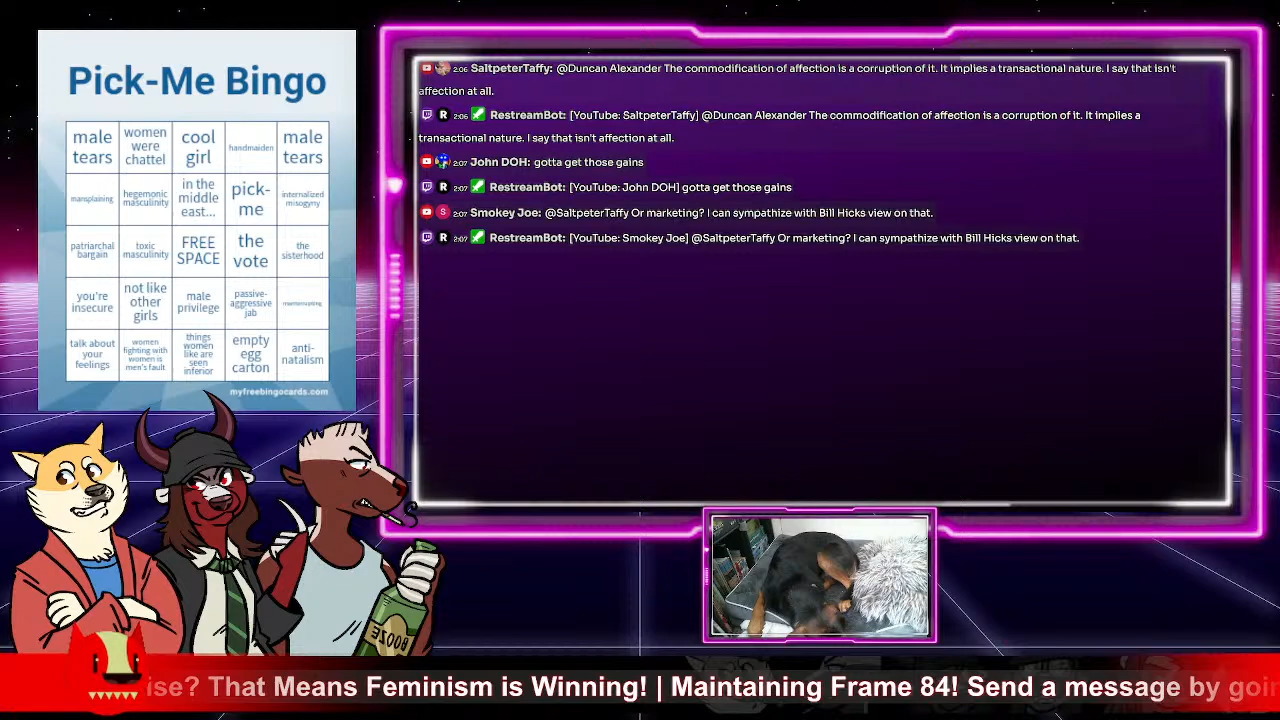 Pick-Me Bingo
male tears
women were chattel
cool girl
handmaiden
male tears
mansplaining
hegemonic masculinity
in the middle east...
pick-me
internalized misogyny
patriarchal bargain
toxic masculinity
FREE SPACE
the vote
the sisterhood
you're insecure
not like other girls
male privilege
passive-aggressive jab
manterrupting
talk about your feelings
women fighting with women is men's fault
things women like are seen inferior
empty egg carton
anti-natalism
myfreebingocards.com
2:06 SaltpeterTaffy: @Duncan Alexander The commodification of affection is a corruption of it. It implies a transactional nature. I say that isn't
affection at all.
R 2:06 RestreamBot: [YouTube: SaltpeterTaffy] @Duncan Alexander The commodification of affection is a corruption of it. It implies a
transactional nature. I say that isn't affection at all.
2:07 John DOH: gotta get those gains
R 2:07 RestreamBot: [YouTube: John DOH] gotta get those gains
S 2:07 Smokey Joe: @SaltpeterTaffy Or marketing? I can sympathize with Bill Hicks view on that.
R 2:07 RestreamBot: [YouTube: Smokey Joe] @SaltpeterTaffy Or marketing? I can sympathize with Bill Hicks view on that.
BOOZE
ise? That Means Feminism is Winning! | Maintaining Frame 84! Send a message by goin